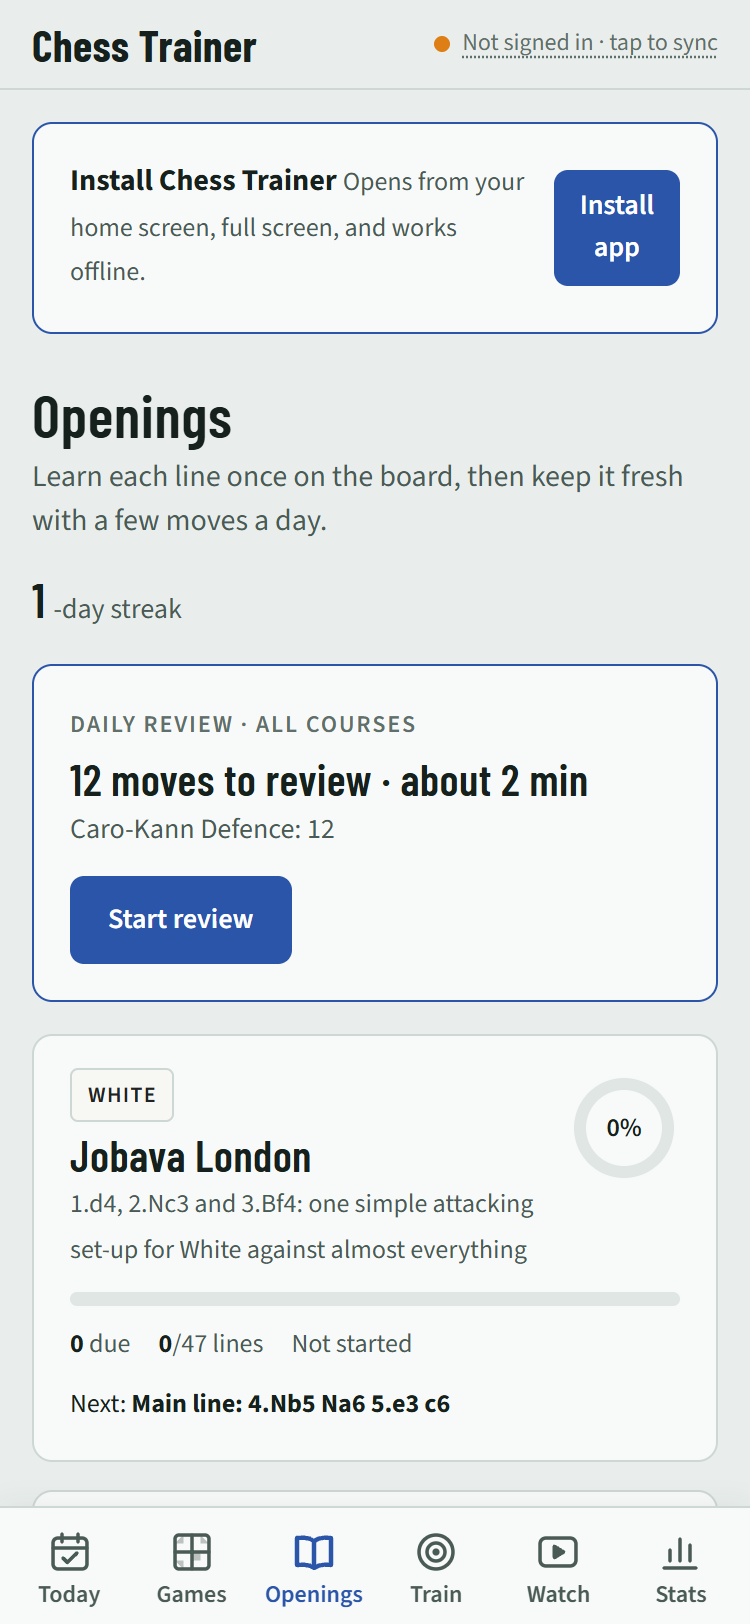 Chess Trainer
Not signed in · tap to sync
Install Chess Trainer Opens from your
home screen, full screen, and works
offline.
Install
app
Openings
Learn each line once on the board, then keep it fresh
with a few moves a day.
1 -day streak
DAILY REVIEW · ALL COURSES
12 moves to review · about 2 min
Caro-Kann Defence: 12
Start review
WHITE
0%
Jobava London
1.d4, 2.Nc3 and 3.Bf4: one simple attacking
set-up for White against almost everything
0 due 0/47 lines Not started
Next: Main line: 4.Nb5 Na6 5.e3 c6
Today Games Openings Train Watch Stats